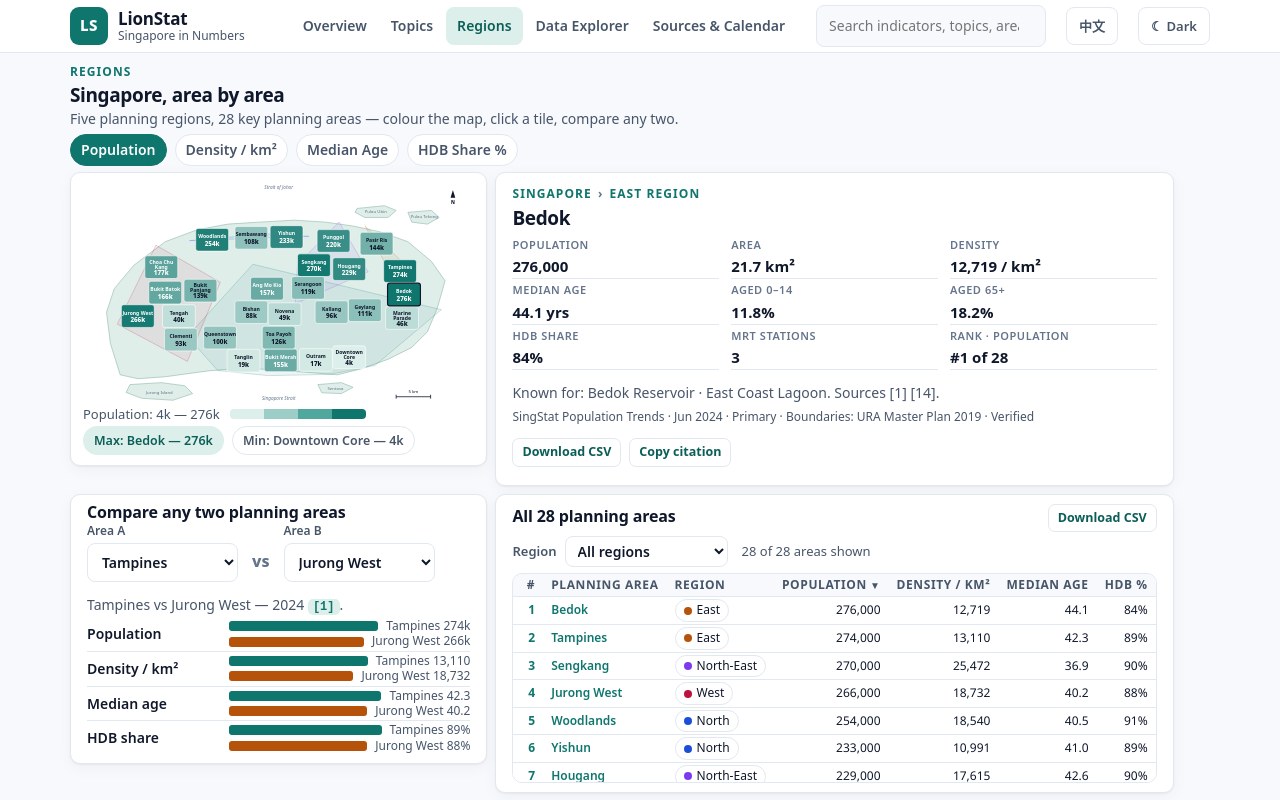 LS
LionStat
Singapore in Numbers
Overview
Topics
Regions
Data Explorer
Sources & Calendar
Search indicators, topics, are
中文
☾ Dark
REGIONS
Singapore, area by area
Five planning regions, 28 key planning areas — colour the map, click a tile, compare any two.
Population
Density / km²
Median Age
HDB Share %
Strait of Johor
N
Pulau Ubin
Pulau Tekong
Woodlands
254k
Sembawang
108k
Yishun
233k
Punggol
220k
Pasir Ris
144k
Choa Chu
Kang
177k
Sengkang
270k
Hougang
229k
Tampines
274k
Bukit Batok
166k
Bukit
Panjang
139k
Ang Mo Kio
157k
Serangoon
119k
Bedok
276k
Jurong West
266k
Tengah
40k
Bishan
88k
Novena
49k
Kallang
96k
Geylang
111k
Marine
Parade
46k
Clementi
93k
Queenstown
100k
Toa Payoh
126k
Tanglin
19k
Bukit Merah
155k
Outram
17k
Downtown
Core
4k
Jurong Island
Sentosa
Singapore Strait
5 km
Population: 4k — 276k
Max: Bedok — 276k
Min: Downtown Core — 4k
SINGAPORE › EAST REGION
Bedok
POPULATION
276,000
AREA
21.7 km²
DENSITY
12,719 / km²
MEDIAN AGE
44.1 yrs
AGED 0–14
11.8%
AGED 65+
18.2%
HDB SHARE
84%
MRT STATIONS
3
RANK · POPULATION
#1 of 28
Known for: Bedok Reservoir · East Coast Lagoon. Sources [1] [14].
SingStat Population Trends · Jun 2024 · Primary · Boundaries: URA Master Plan 2019 · Verified
Download CSV
Copy citation
Compare any two planning areas
Area A
Area B
Tampines
VS
Jurong West
Tampines vs Jurong West — 2024 [1].
Population
Tampines 274k
Jurong West 266k
Density / km²
Tampines 13,110
Jurong West 18,732
Median age
Tampines 42.3
Jurong West 40.2
HDB share
Tampines 89%
Jurong West 88%
All 28 planning areas
Download CSV
Region
All regions
28 of 28 areas shown
# PLANNING AREA REGION POPULATION ▼ DENSITY / KM² MEDIAN AGE HDB %
1 Bedok East 276,000 12,719 44.1 84%
2 Tampines East 274,000 13,110 42.3 89%
3 Sengkang North-East 270,000 25,472 36.9 90%
4 Jurong West West 266,000 18,732 40.2 88%
5 Woodlands North 254,000 18,540 40.5 91%
6 Yishun North 233,000 10,991 41.0 89%
7 Hougang North-East 229,000 17,615 42.6 90%